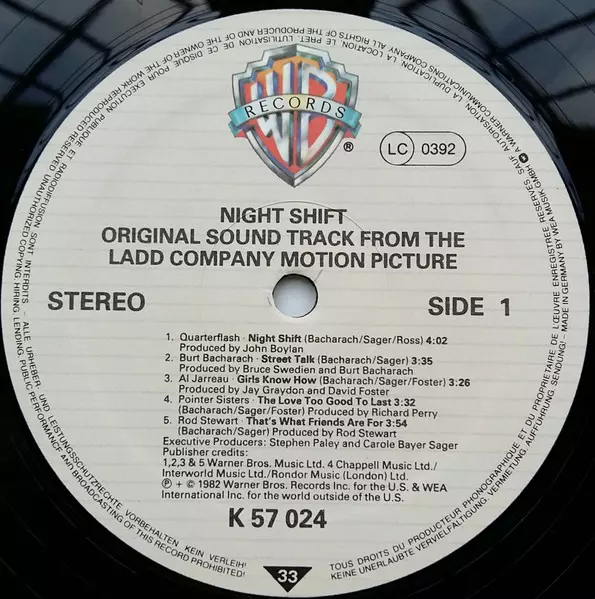 WB
RECORDS
®
LC 0392
NIGHT SHIFT
ORIGINAL SOUND TRACK FROM THE
LADD COMPANY MOTION PICTURE
STEREO
SIDE 1
1. Quarterflash · Night Shift (Bacharach/Sager/Ross) 4:02
Produced by John Boylan
2. Burt Bacharach · Street Talk (Bacharach/Sager) 3:35
Produced by Bruce Swedien and Burt Bacharach
3. Al Jarreau · Girls Know How (Bacharach/Sager/Foster) 3:26
Produced by Jay Graydon and David Foster
4. Pointer Sisters · The Love Too Good To Last 3:32
(Bacharach/Sager/Foster) Produced by Richard Perry
5. Rod Stewart · That's What Friends Are For 3:54
(Bacharach/Sager) Produced by Rod Stewart
Executive Producers: Stephen Paley and Carole Bayer Sager
Publisher credits:
1,2,3 & 5 Warner Bros. Music Ltd. 4 Chappell Music Ltd./
Interworld Music Ltd./Rondor Music (London) Ltd.
℗ + © 1982 Warner Bros. Records Inc. for the U.S. & WEA
International Inc. for the world outside of the U.S.
K 57 024
33
TOUS DROITS DU PRODUCTEUR PHONOGRAPHIQUE ET DU PROPRIETAIRE DE L'ŒUVRE ENREGISTREE RESERVES SAUF AUTORISATION, LA DUPLICATION, LA LOCATION, LE PRET, L'UTILISATION DE CE DISQUE POUR EXECUTION PUBLIQUE ET RADIODIFFUSION SONT INTERDITS - ALLE URHEBER- UND LEISTUNGSSCHUTZRECHTE VORBEHALTEN KEIN VERLEIH!
KEINE UNERLAUBTE VERVIELFÄLTIGUNG, VERMIETUNG, AUFFÜHRUNG, SENDUNG! - MADE IN GERMANY BY WEA MUSIK GMBH
A WARNER COMMUNICATIONS COMPANY ALL RIGHTS OF THE OWNER OF THE WORK REPRODUCED RESERVED UNAUTHORIZED COPYING, HIRING, LENDING, PUBLIC PERFORMANCE AND BROADCASTING OF THIS RECORD PROHIBITED!